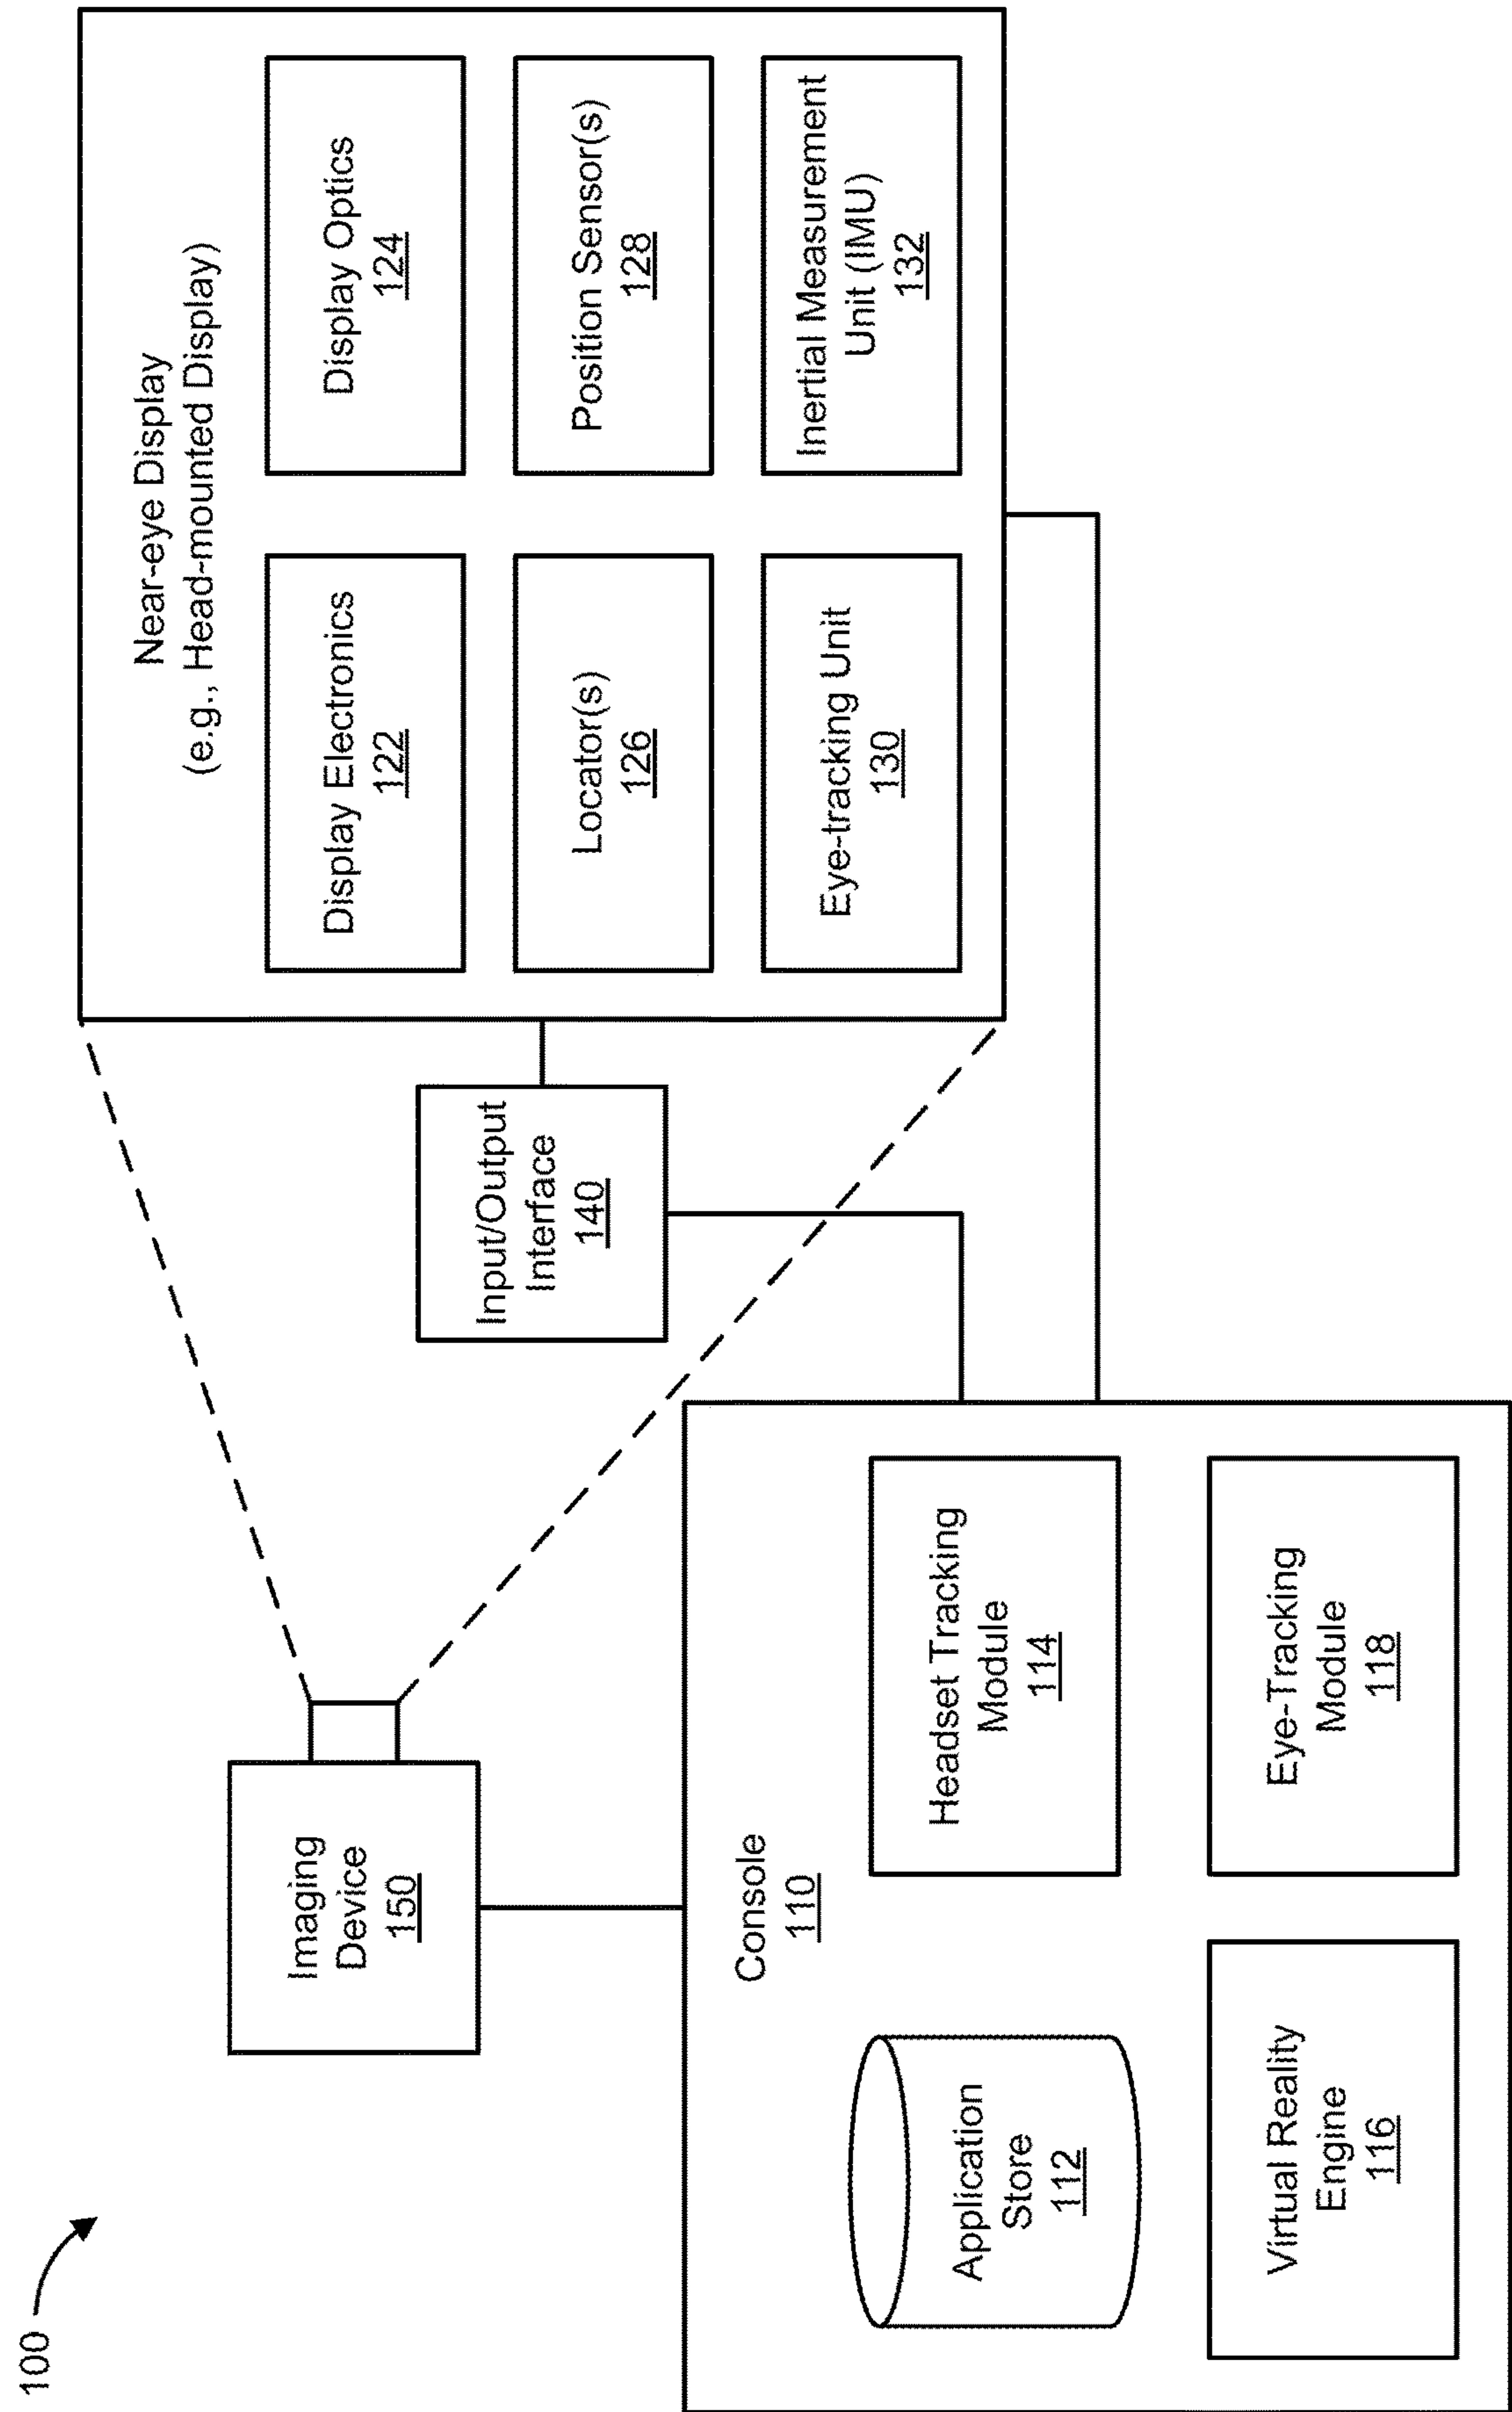 100
Imaging
Device
150
Console
110
Application
Store
112
Headset Tracking
Module
114
Virtual Reality
Engine
116
Eye-Tracking
Module
118
Input/Output
Interface
140
Near-eye Display
(e.g., Head-mounted Display)
Display Electronics
122
Display Optics
124
Locator(s)
126
Position Sensor(s)
128
Eye-tracking Unit
130
Inertial Measurement
Unit (IMU)
132